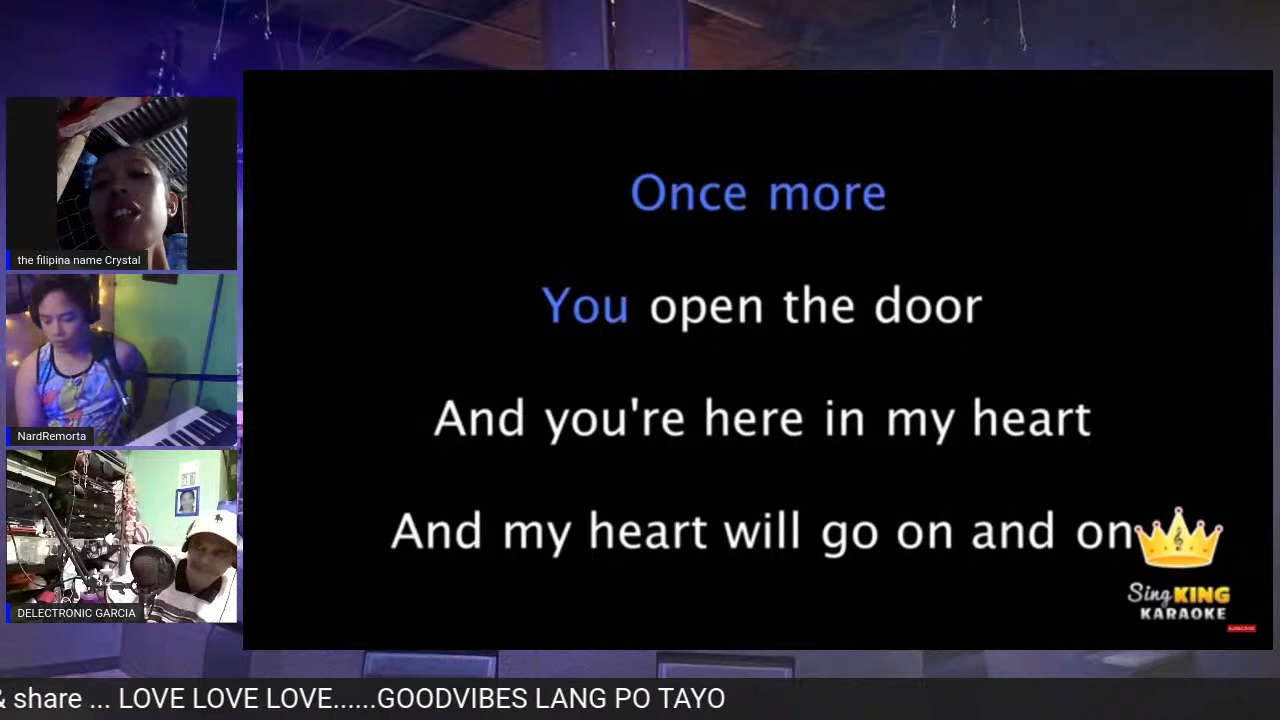 Once more
You open the door
And you're here in my heart
And my heart will go on and on
Sing KING
KARAOKE
SUBSCRIBE
the filipina name Crystal
NardRemorta
DELECTRONIC GARCIA
& share ... LOVE LOVE LOVE......GOODVIBES LANG PO TAYO